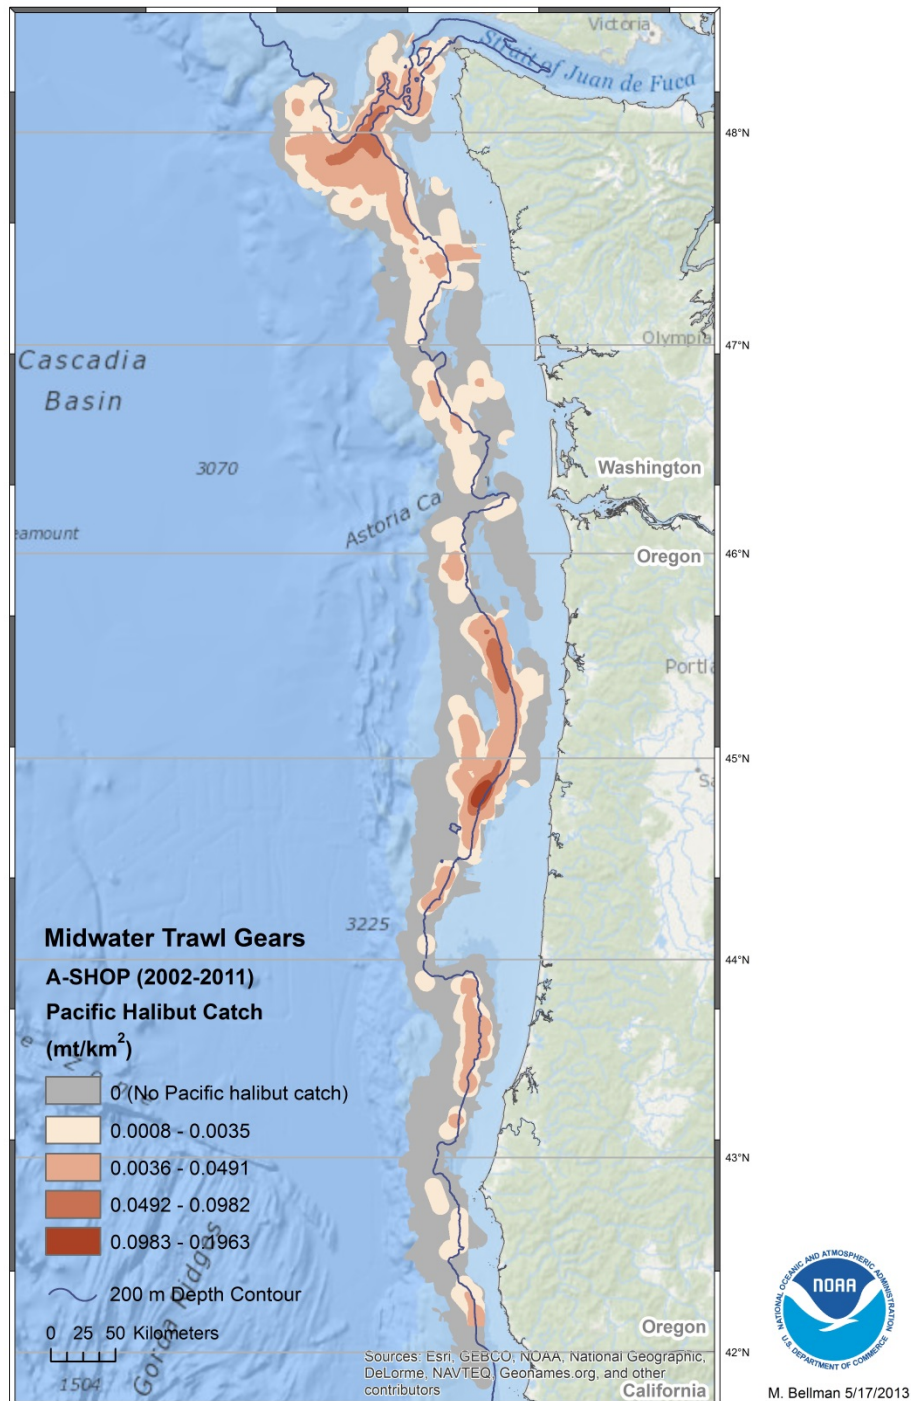 Victoria
Strait of Juan de Fuca
48°N
Olympia
47°N
Cascadia
Basin
3070
Washington
Astoria Ca
eamount
46°N
Oregon
Portla
45°N
Sa
3225
Midwater Trawl Gears
A-SHOP (2002-2011)
44°N
Pacific Halibut Catch
(mt/km²)
0 (No Pacific halibut catch)
0.0008 - 0.0035
0.0036 - 0.0491
43°N
0.0492 - 0.0982
0.0983 - 0.1963
200 m Depth Contour
Gorda Ridges
0 25 50 Kilometers
Oregon
42°N
1504
Sources: Esri, GEBCO, NOAA, National Geographic,
DeLorme, NAVTEQ, Geonames.org, and other
contributors
California
NATIONAL OCEANIC AND ATMOSPHERIC ADMINISTRATION
NOAA
U.S. DEPARTMENT OF COMMERCE
M. Bellman 5/17/2013